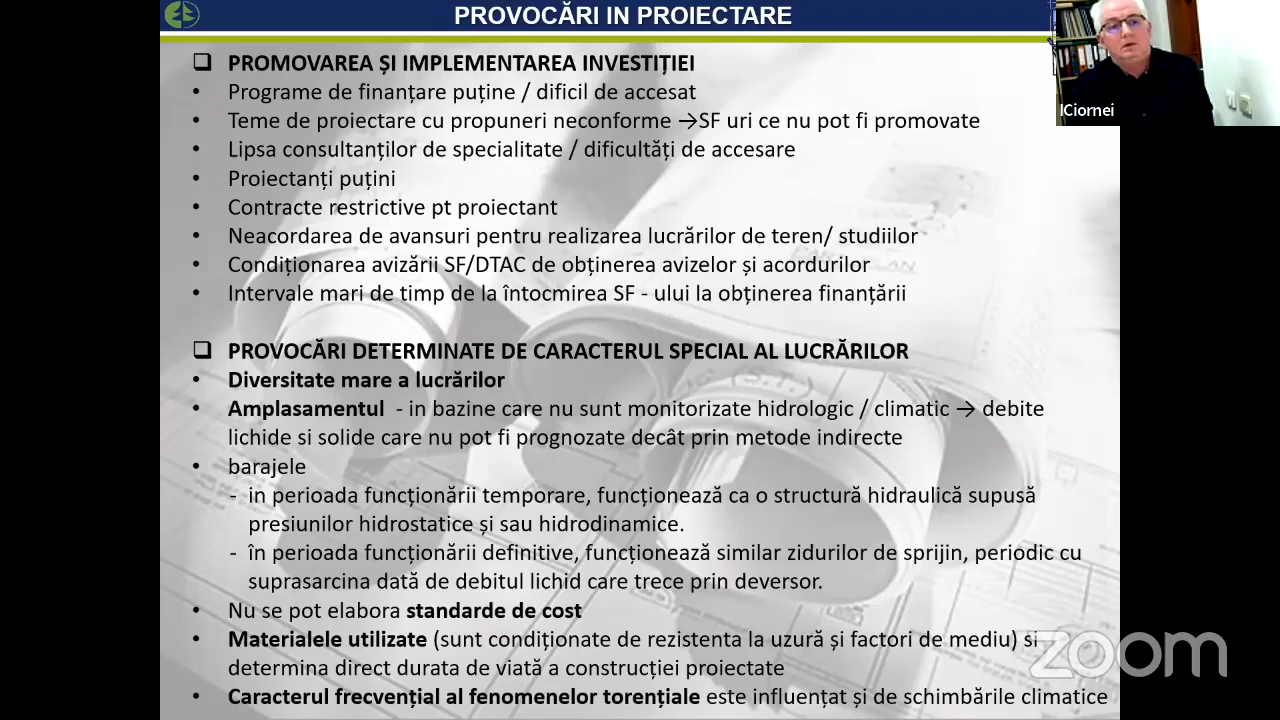 PROVOCĂRI IN PROIECTARE
ICiornei
PROMOVAREA ȘI IMPLEMENTAREA INVESTIȚIEI
• Programe de finanțare puține / dificil de accesat
• Teme de proiectare cu propuneri neconforme →SF uri ce nu pot fi promovate
• Lipsa consultanților de specialitate / dificultăți de accesare
• Proiectanți puțini
• Contracte restrictive pt proiectant
• Neacordarea de avansuri pentru realizarea lucrărilor de teren/ studiilor
• Condiționarea avizării SF/DTAC de obținerea avizelor și acordurilor
• Intervale mari de timp de la întocmirea SF - ului la obținerea finanțării
PROVOCĂRI DETERMINATE DE CARACTERUL SPECIAL AL LUCRĂRILOR
• Diversitate mare a lucrărilor
• Amplasamentul - in bazine care nu sunt monitorizate hidrologic / climatic → debite
lichide si solide care nu pot fi prognozate decât prin metode indirecte
• barajele
- in perioada funcționării temporare, funcționează ca o structură hidraulică supusă
presiunilor hidrostatice și sau hidrodinamice.
- în perioada funcționării definitive, funcționează similar zidurilor de sprijin, periodic cu
suprasarcina dată de debitul lichid care trece prin deversor.
• Nu se pot elabora standarde de cost
• Materialele utilizate (sunt condiționate de rezistenta la uzură și factori de mediu) si
determina direct durata de viată a construcției proiectate
• Caracterul frecvențial al fenomenelor torențiale este influențat și de schimbările climatice
zoom